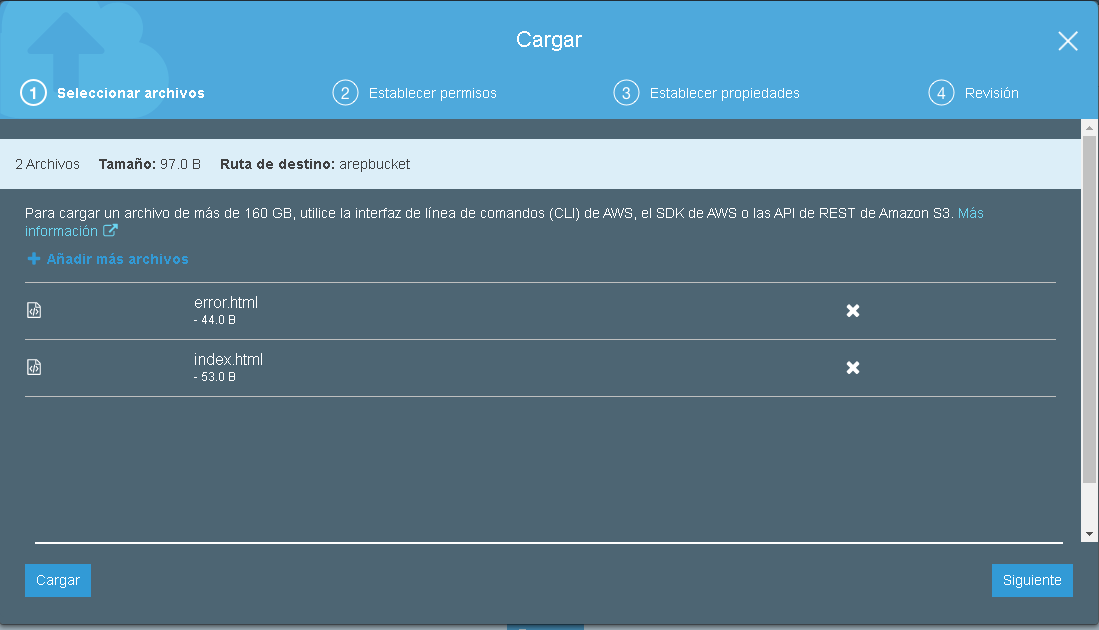 Cargar
1 Seleccionar archivos 2 Establecer permisos 3 Establecer propiedades 4 Revisión
2 Archivos Tamaño: 97.0 B Ruta de destino: arepbucket
Para cargar un archivo de más de 160 GB, utilice la interfaz de línea de comandos (CLI) de AWS, el SDK de AWS o las API de REST de Amazon S3. Más
información
Añadir más archivos
error.html
- 44.0 B
index.html
- 53.0 B
Cargar Siguiente